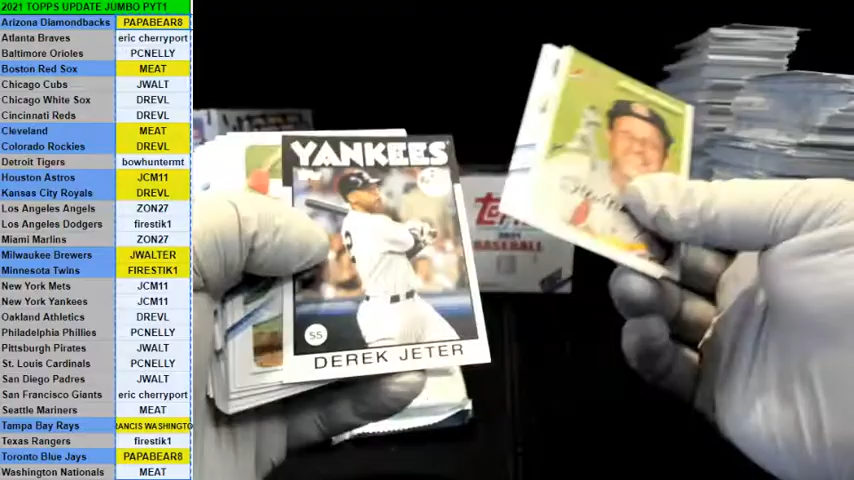 2021 TOPPS UPDATE JUMBO PYT1
Arizona Diamondbacks PAPABEAR8
Atlanta Braves eric cherryport
Baltimore Orioles PCNELLY
Boston Red Sox MEAT
Chicago Cubs JWALT
Chicago White Sox DREVL
Cincinnati Reds DREVL
Cleveland MEAT
Colorado Rockies DREVL
Detroit Tigers bowhuntermt
Houston Astros JCM11
Kansas City Royals DREVL
Los Angeles Angels ZON27
Los Angeles Dodgers firestik1
Miami Marlins ZON27
Milwaukee Brewers JWALTER
Minnesota Twins FIRESTIK1
New York Mets JCM11
New York Yankees JCM11
Oakland Athletics DREVL
Philadelphia Phillies PCNELLY
Pittsburgh Pirates JWALT
St. Louis Cardinals PCNELLY
San Diego Padres JWALT
San Francisco Giants eric cherryport
Seattle Mariners MEAT
Tampa Bay Rays RANCIS WASHINGTO
Texas Rangers firestik1
Toronto Blue Jays PAPABEAR8
Washington Nationals MEAT
YANKEES
SS
DEREK JETER
2021
BASEBALL